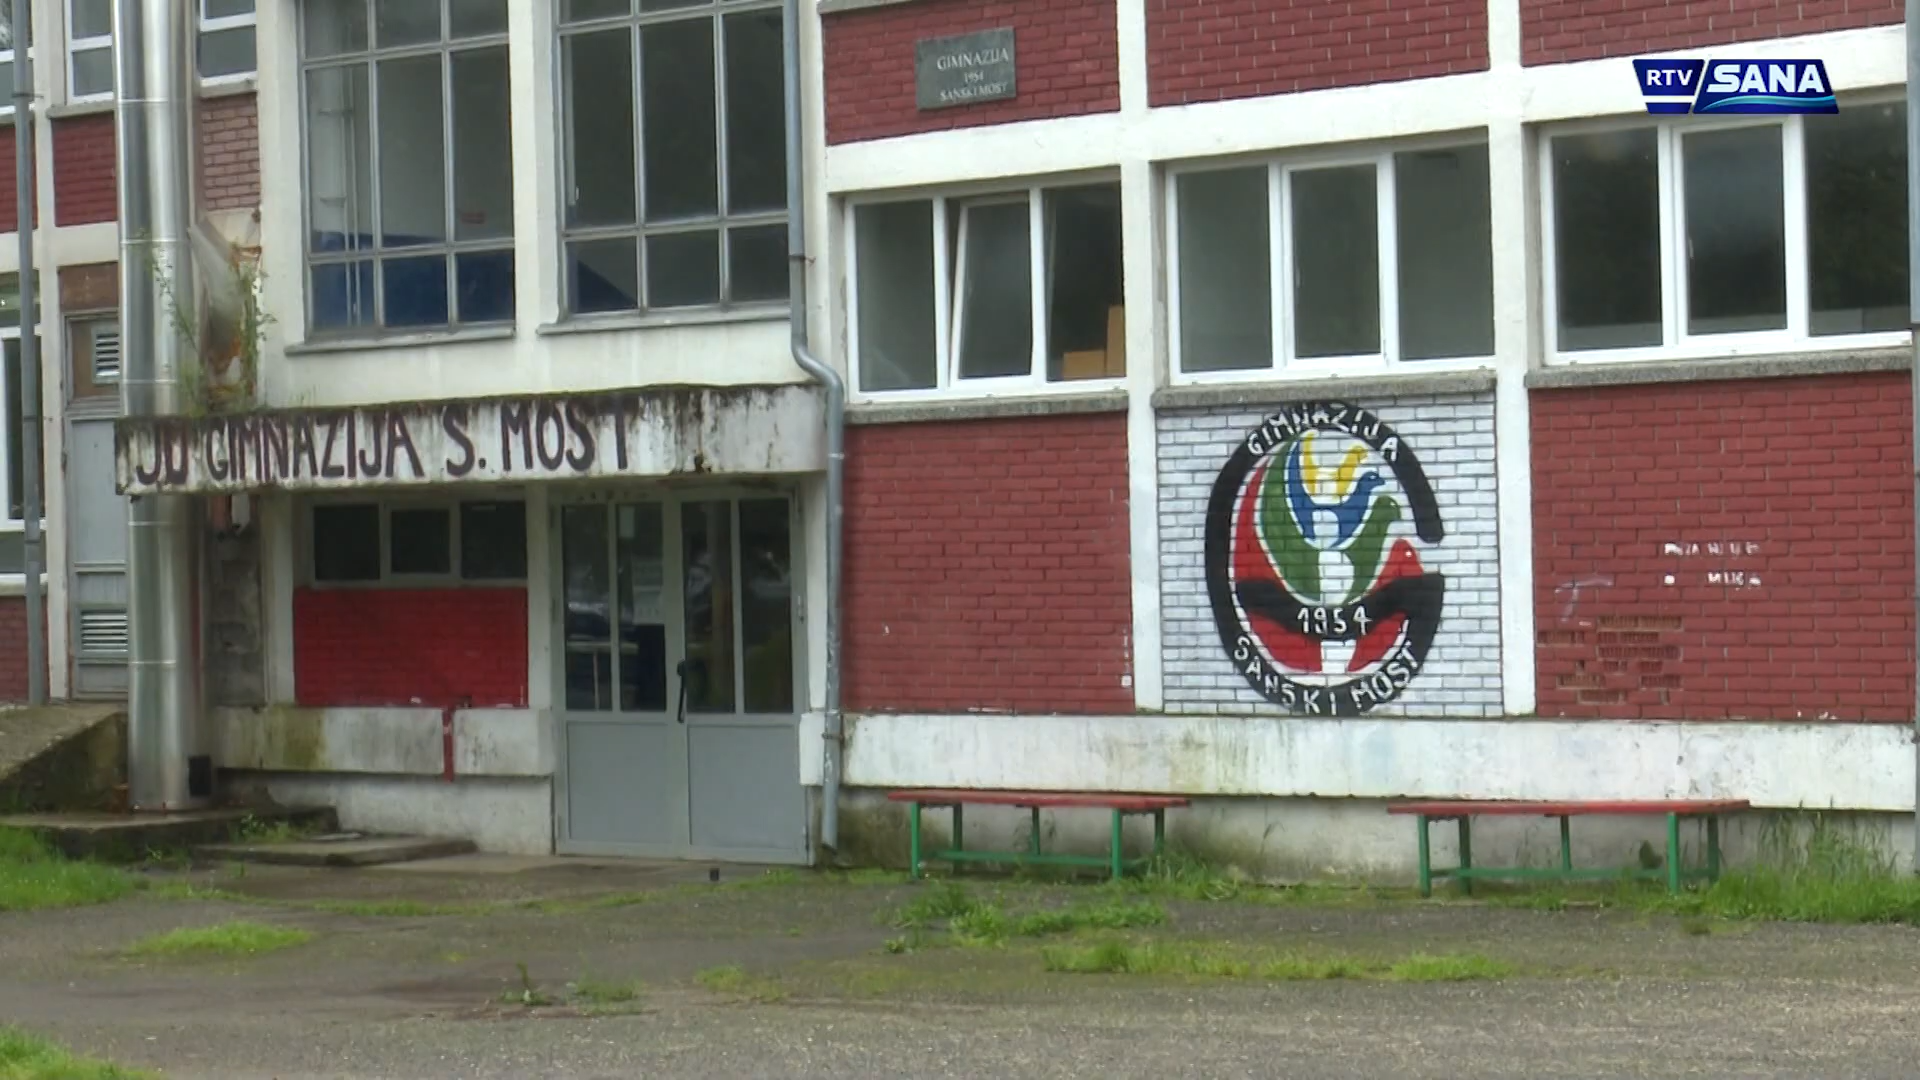 GIMNAZIJA
1954
SANSKI MOST
RTV SANA
JU GIMNAZIJA S. MOST
GIMNAZIJA
1954
SANSKI MOST